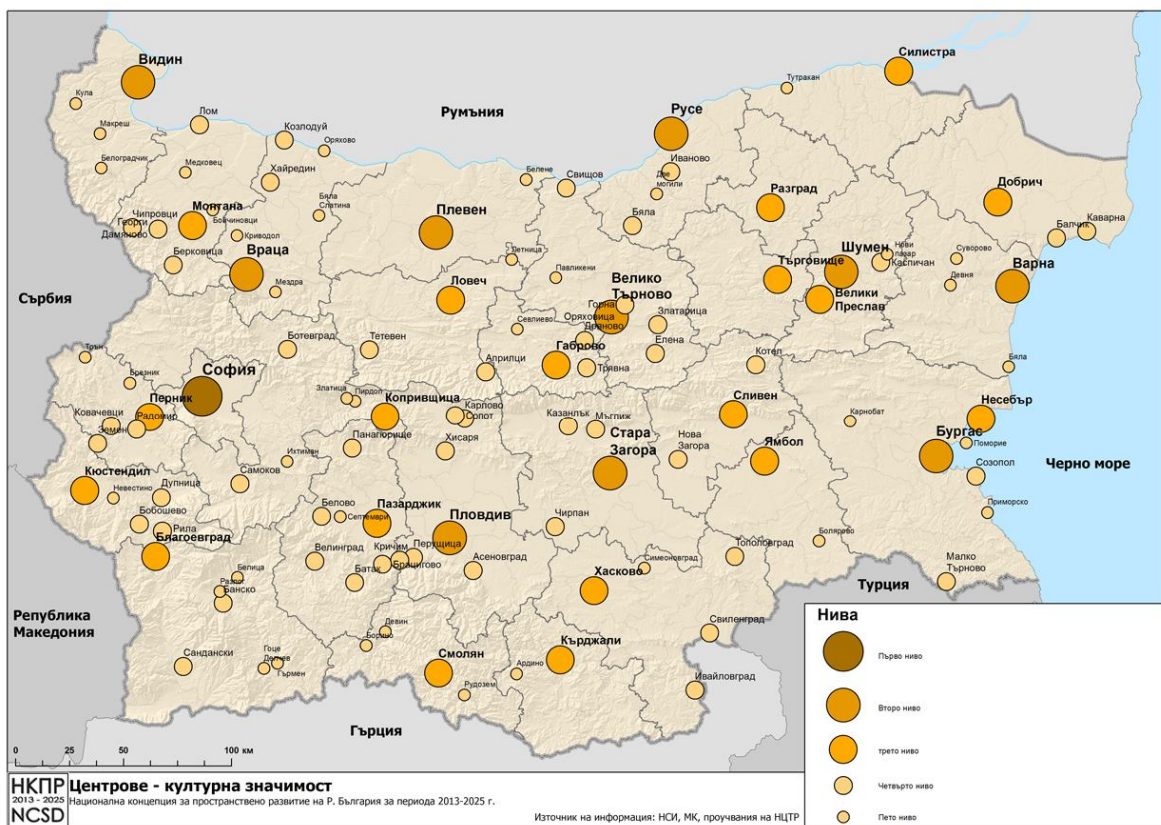 Видин
Силистра
Кула
Тутракан
Румъния
Русе
Лом
Козлодуй
Макреш
Оряхово
Белоградчик
Медковец
Хайредин
Белене
Свищов
Иваново
Две
могили
Разград
Добрич
Бяла
Слатина
Чипровци
Монтана
Бойчиновци
Георги
Дамяново
Криводол
Плевен
Бяла
Балчик
Каварна
Берковица
Враца
Летница
Павликени
Велико
Търново
Търговище
Шумен
Нови
пазар
Каспичан
Суворово
Варна
Девня
Мездра
Ловеч
Горна
Оряховица
Златарица
Велики
Преслав
Сърбия
Севлиево
Дряново
Ботевград
Тетевен
Априлци
Габрово
Трявна
Елена
Котел
Бяла
Трън
Брезник
София
Златица
Пирдоп
Копривщица
Карлово
Сопот
Казанлък
Мъглиж
Сливен
Карнобат
Несебър
Перник
Радомир
Ковачевци
Земен
Панагюрище
Хисаря
Стара
Загора
Нова
Загора
Ямбол
Бургас
Поморие
Созопол
Черно море
Ихтиман
Самоков
Кюстендил
Невестино
Дупница
Бобошево
Рила
Благоевград
Белово
Септември
Пазарджик
Пловдив
Чирпан
Приморско
Болярово
Велинград
Кричим
Перущица
Брацигово
Батак
Асеновград
Хасково
Симеоновград
Тополовград
Малко
Търново
Турция
Белица
Разлог
Банско
Република
Македония
Девин
Борино
Смолян
Кърджали
Ардино
Свиленград
Сандански
Гоце
Делчев
Гърмен
Рудозем
Ивайловград
Гърция
Нива
Първо ниво
Второ ниво
трето ниво
Четвърто ниво
Пето ниво
0 25 50 100 км
НКПР
2013 - 2025
NCSD
Центрове - културна значимост
Национална концепция за пространствено развитие на Р. България за периода 2013-2025 г.
Източник на информация: НСИ, МК, проучвания на НЦТР